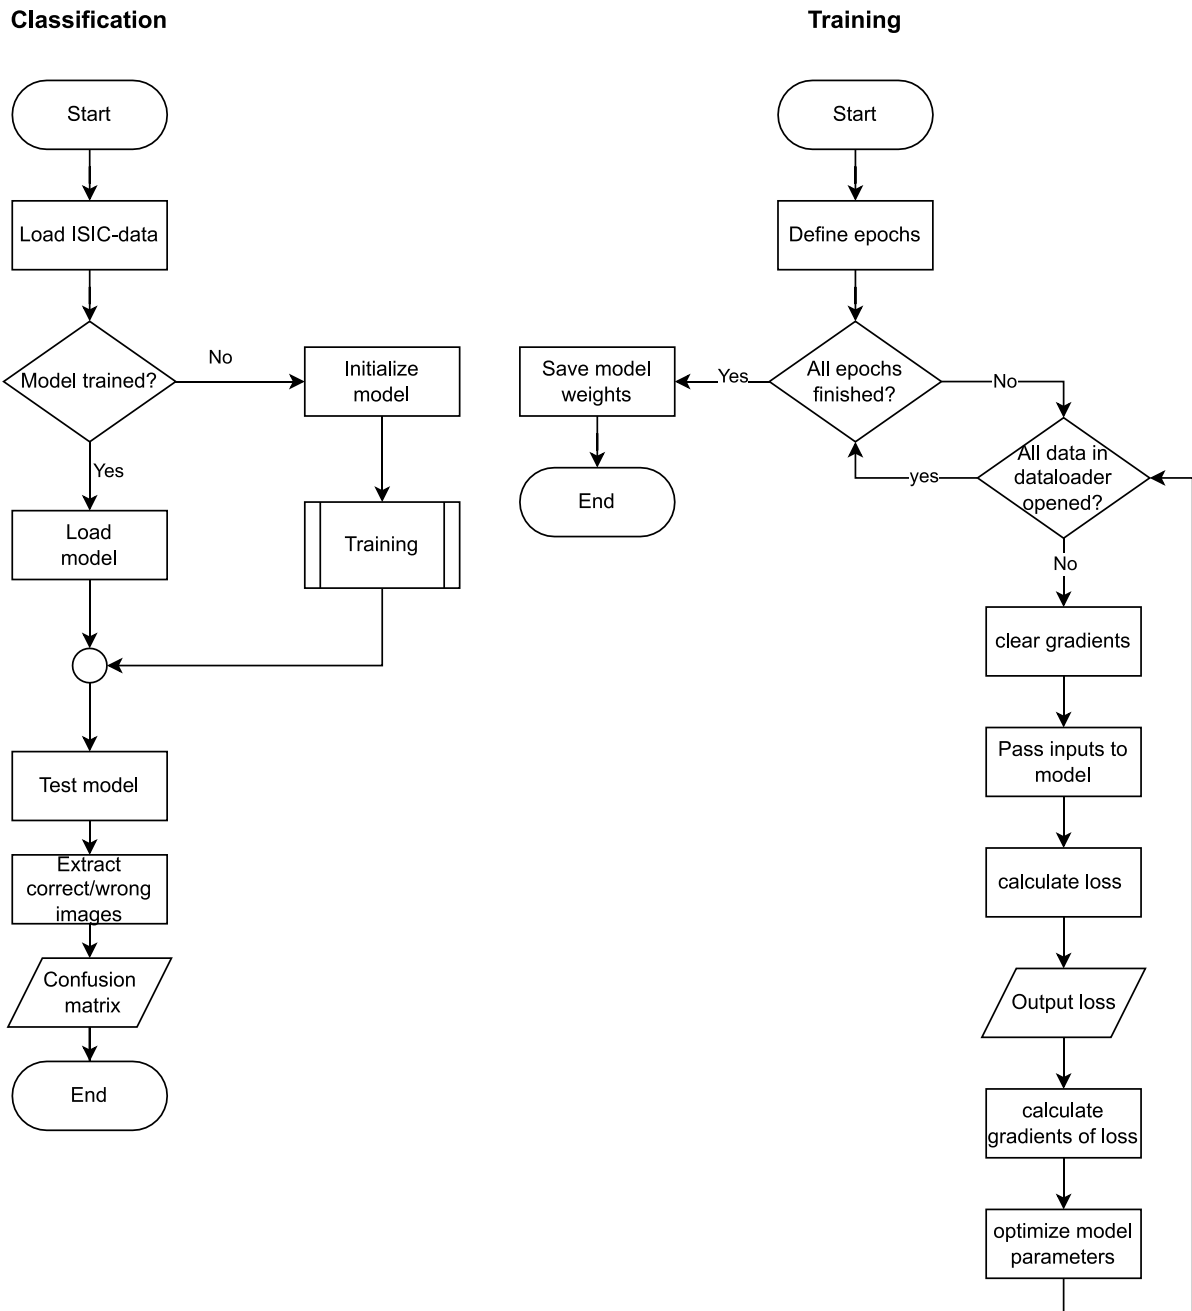 Classification
Start
Load ISIC-data
Model trained?
No
Initialize
model
Yes
Load
model
Training
Test model
Extract
correct/wrong
images
Confusion
matrix
End
Training
Start
Define epochs
All epochs
finished?
Yes
Save model
weights
End
No
All data in
dataloader
opened?
yes
No
clear gradients
Pass inputs to
model
calculate loss
Output loss
calculate
gradients of loss
optimize model
parameters